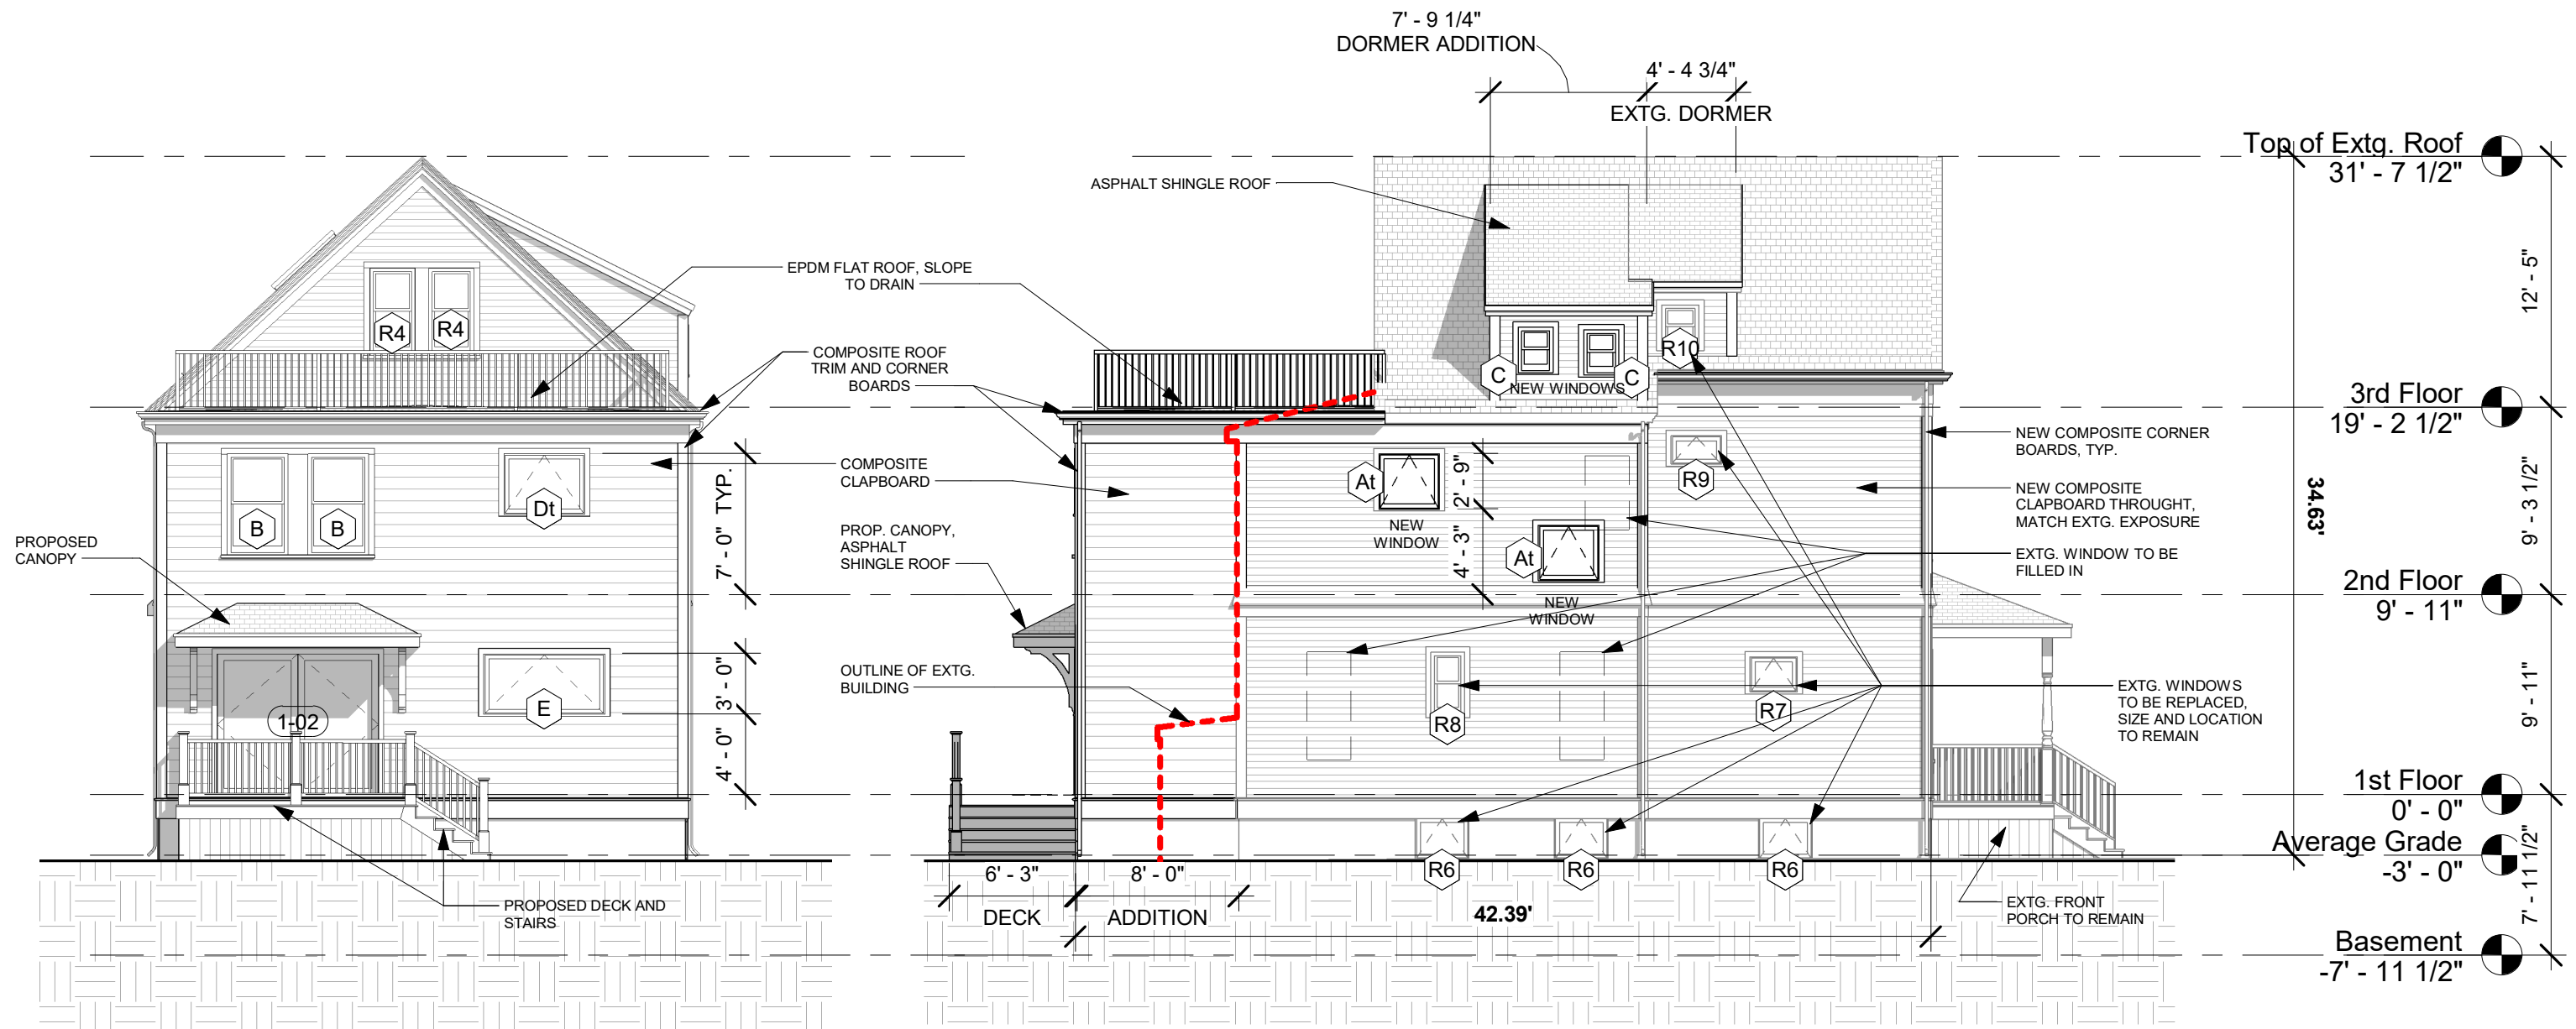 7' - 9 1/4"
DORMER ADDITION
4' - 4 3/4"
EXTG. DORMER
Top of Extg. Roof
31' - 7 1/2"
ASPHALT SHINGLE ROOF
12' - 5"
EPDM FLAT ROOF, SLOPE
TO DRAIN
R4
R4
R10
COMPOSITE ROOF
TRIM AND CORNER
BOARDS
C
NEW WINDOWS
C
3rd Floor
19' - 2 1/2"
NEW COMPOSITE CORNER
BOARDS, TYP.
COMPOSITE
CLAPBOARD
7' - 0" TYP.
B
B
Dt
At
2' - 9"
R9
NEW
WINDOW
NEW COMPOSITE
CLAPBOARD THROUGHT,
MATCH EXTG. EXPOSURE
34.63'
9' - 3 1/2"
PROPOSED
CANOPY
PROP. CANOPY,
ASPHALT
SHINGLE ROOF
At
4' - 3"
EXTG. WINDOW TO BE
FILLED IN
2nd Floor
9' - 11"
NEW
WINDOW
OUTLINE OF EXTG.
BUILDING
3' - 0"
E
1-02
R8
R7
EXTG. WINDOWS
TO BE REPLACED,
SIZE AND LOCATION
TO REMAIN
9' - 11"
4' - 0"
1st Floor
0' - 0"
Average Grade
-3' - 0"
R6
R6
R6
6' - 3"
8' - 0"
DECK
ADDITION
42.39'
PROPOSED DECK AND
STAIRS
EXTG. FRONT
PORCH TO REMAIN
7' - 11 1/2"
Basement
-7' - 11 1/2"